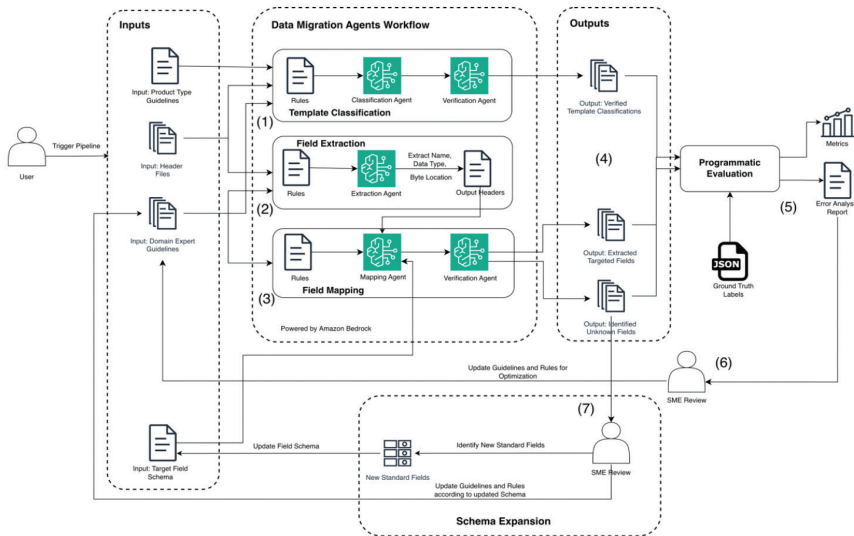 Inputs
Data Migration Agents Workflow
Outputs
Input: Product Type
Guidelines
Rules
Classification Agent
Verification Agent
Template Classification
(1)
Output: Verified
Template Classifications
User
Trigger Pipeline
Input: Header
Files
Field Extraction
Rules
Extraction Agent
Extract Name,
Data Type,
Byte Location
Output Headers
(2)
(4)
Programmatic
Evaluation
Metrics
(5)
Error Analys
Report
Input: Domain Expert
Guidelines
Rules
Mapping Agent
Verification Agent
(3)
Field Mapping
Output: Extracted
Targeted Fields
Output: Identified
Unknown Fields
JSON
Ground Truth
Labels
Powered by Amazon Bedrock
Update Guidelines and Rules for
Optimization
(6)
SME Review
(7)
Input: Target Field
Schema
Update Field Schema
New Standard Fields
Identify New Standard Fields
SME Review
Update Guidelines and Rules
according to updated Schema
Schema Expansion